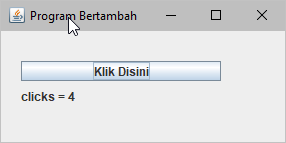 Program Bertambah
Klik Disini
clicks = 4